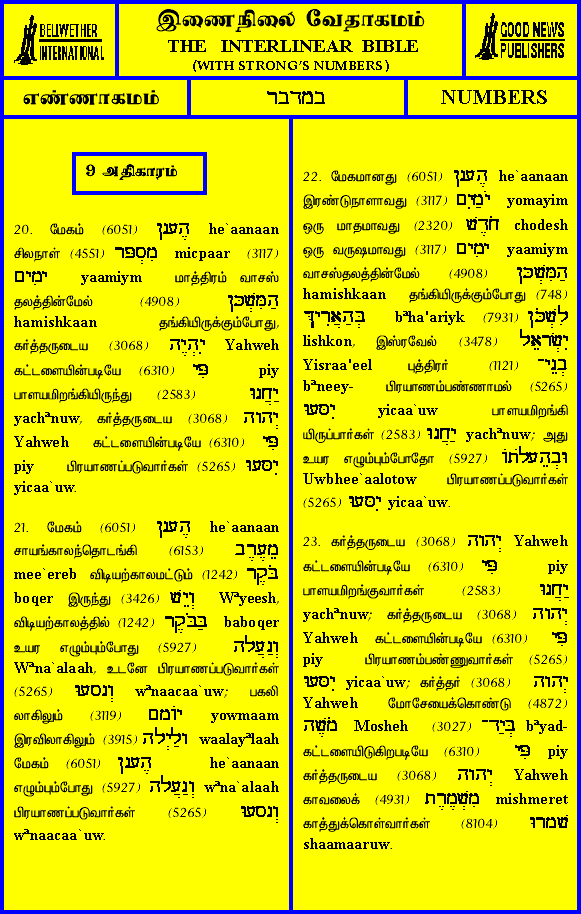 BELLWETHER
INTERNATIONAL
இணைநிலை வேதாகமம்
THE INTERLINEAR BIBLE
(WITH STRONG'S NUMBERS)
GOOD NEWS
PUBLISHERS
எண்ணாகமம்
במדבר
NUMBERS
9 அதிகாரம்
20. மேகம் (6051) הֶעָנָן he`aanaan
சிலநாள் (4551) מִסְפָּר micpaar (3117)
יָמִים yaamiym மாத்திரம் வாசஸ்
தலத்தின்மேல் (4908) הַמִּשְׁכָּן
hamishkaan தங்கியிருக்கும்போது,
கர்த்தருடைய (3068) יִהְיֶה Yahweh
கட்டளையின்படியே (6310) פִּי piy
பாளயமிறங்கியிருந்து (2583) יַחֲנוּ
yachªnuw, கர்த்தருடைய (3068) יְהוָה
Yahweh கட்டளையின்படியே (6310) פִּי
piy பிரயாணப்படுவார்கள் (5265) יִסָּעוּ
yicaa`uw.
21. மேகம் (6051) הֶעָנָן he`aanaan
சாயங்காலந்தொடங்கி (6153) מֵעֶרֶב
mee`ereb விடியற்காலமட்டும் (1242) בֹּקֶר
boqer இருந்து (3426) וְיֵשׁ Wªyeesh,
விடியற்காலத்தில் (1242) בַּבֹּקֶר baboqer
உயர எழும்பும்போது (5927) וְנַעֲלָה
Wªna`alaah, உடனே பிரயாணப்படுவார்கள்
(5265) וְנָסָעוּ wªnaacaa`uw; பகலி
லாகிலும் (3119) יוֹמָם yowmaam
இரவிலாகிலும் (3915) וָלַיְלָה waalayªlaah
மேகம் (6051) הֶעָנָן he`aanaan
எழும்பும்போது (5927) וְנַעֲלָה wªna`alaah
பிரயாணப்படுவார்கள் (5265) וְנָסָעוּ
wªnaacaa`uw.
22. மேகமானது (6051) הֶעָנָן he`aanaan
இரண்டுநாளாவது (3117) יֹמַיִם yomayim
ஒரு மாதமாவது (2320) חֹדֶשׁ chodesh
ஒரு வருஷமாவது (3117) יָמִים yaamiym
வாசஸ்தலத்தின்மேல் (4908) הַמִּשְׁכָּן
hamishkaan தங்கியிருக்கும்போது (748)
בְּהַאֲרִיךְ bªha'ariyk (7931) לִשְׁכֹּן
lishkon, இஸ்ரவேல் (3478) יִשְׂרָאֵל
Yisraa'eel புத்திரர் (1121) בְּנֵי־
bªneey- பிரயாணம்பண்ணாமல் (5265)
יִסָּעוּ yicaa`uw பாளயமிறங்கி
யிருப்பார்கள் (2583) יַחֲנוּ yachªnuw; அது
உயர எழும்பும்போதோ (5927) וּבְהֵעָלֹתוֹ
Uwbhee`aalotow பிரயாணப்படுவார்கள்
(5265) יִסָּעוּ yicaa`uw.
23. கர்த்தருடைய (3068) יְהוָה Yahweh
கட்டளையின்படியே (6310) פִּי piy
பாளயமிறங்குவார்கள் (2583) יַחֲנוּ
yachªnuw; கர்த்தருடைய (3068) יְהוָה
Yahweh கட்டளையின்படியே (6310) פִּי
piy பிரயாணம்பண்ணுவார்கள் (5265)
יִסָּעוּ yicaa`uw; கர்த்தர் (3068) יְהוָה
Yahweh மோசேயைக்கொண்டு (4872)
מֹשֶׁה Mosheh (3027) בְּיַד־ bªyad-
கட்டளையிடுகிறபடியே (6310) פִּי piy
கர்த்தருடைய (3068) יְהוָה Yahweh
காவலைக் (4931) מִשְׁמֶרֶת mishmeret
காத்துக்கொள்வார்கள் (8104) שָׁמָרוּ
shaamaaruw.